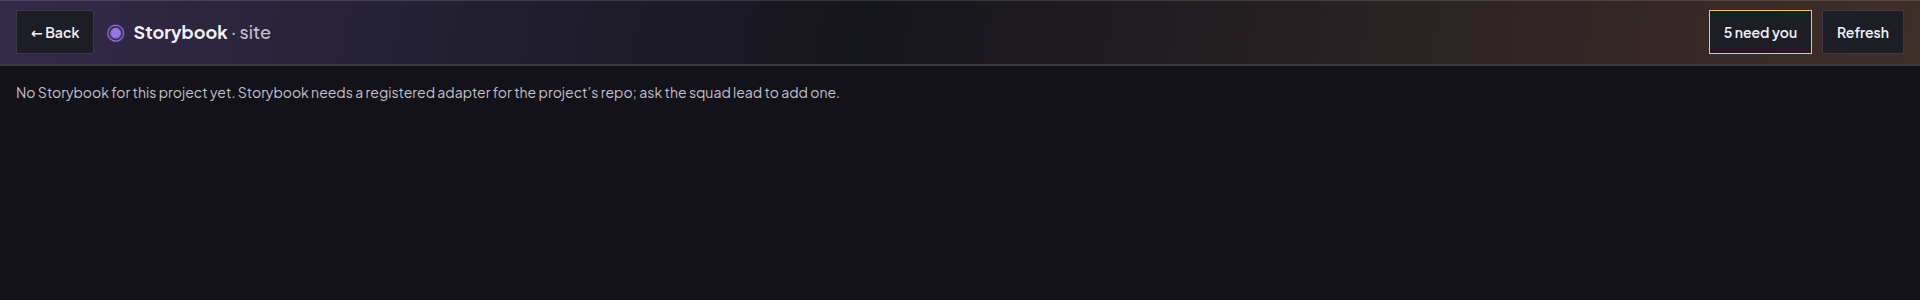 ← Back
Storybook · site
5 need you
Refresh
No Storybook for this project yet. Storybook needs a registered adapter for the project's repo; ask the squad lead to add one.